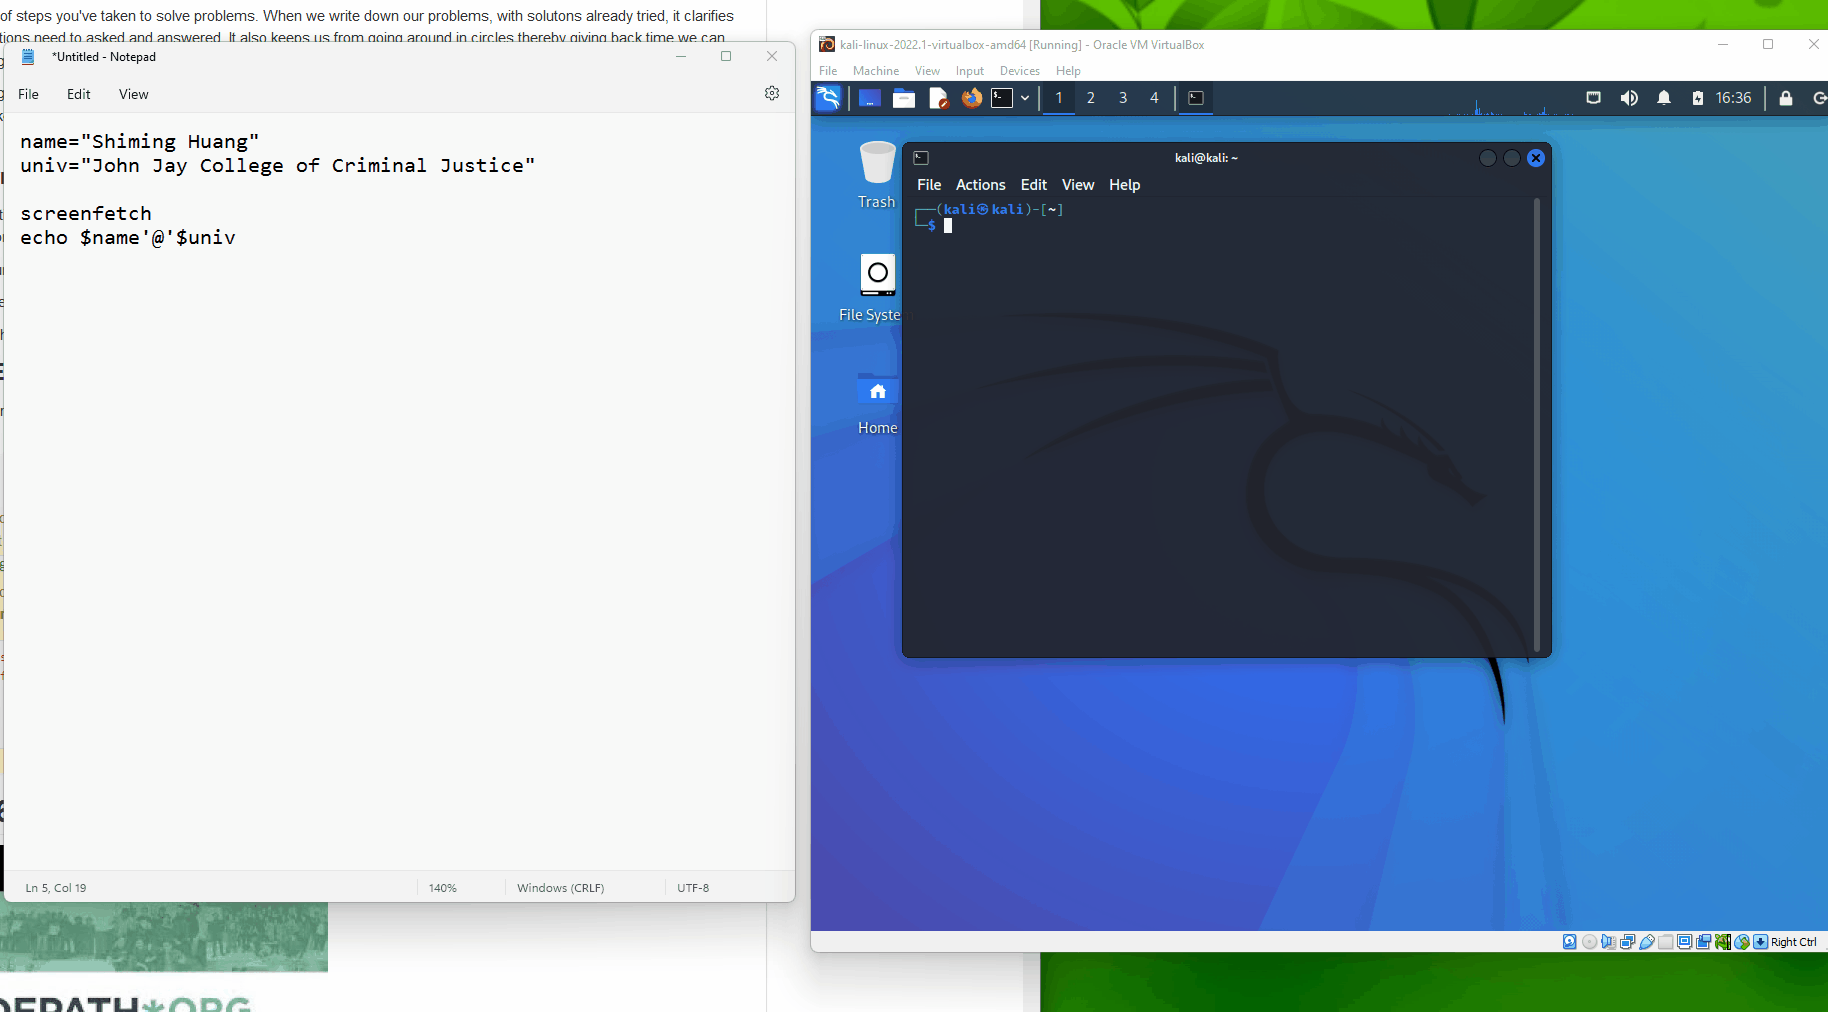 of steps you've taken to solve problems. When we write down our problems, with solutons already tried, it clarifies
tions need to asked and answered. It also keeps us from going around in circles thereby giving back time we can
*Untitled - Notepad
File Edit View
name="Shiming Huang"
univ="John Jay College of Criminal Justice"
screenfetch
echo $name'@'$univ
Ln 5, Col 19 140% Windows (CRLF) UTF-8
DEPATH*ORG
kali-linux-2022.1-virtualbox-amd64 [Running] - Oracle VM VirtualBox
File Machine View Input Devices Help
1 2 3 4 16:36
Trash
File System
Home
kali@kali: ~
File Actions Edit View Help
┌──(kali㉿kali)-[~]
└─$
Right Ctrl